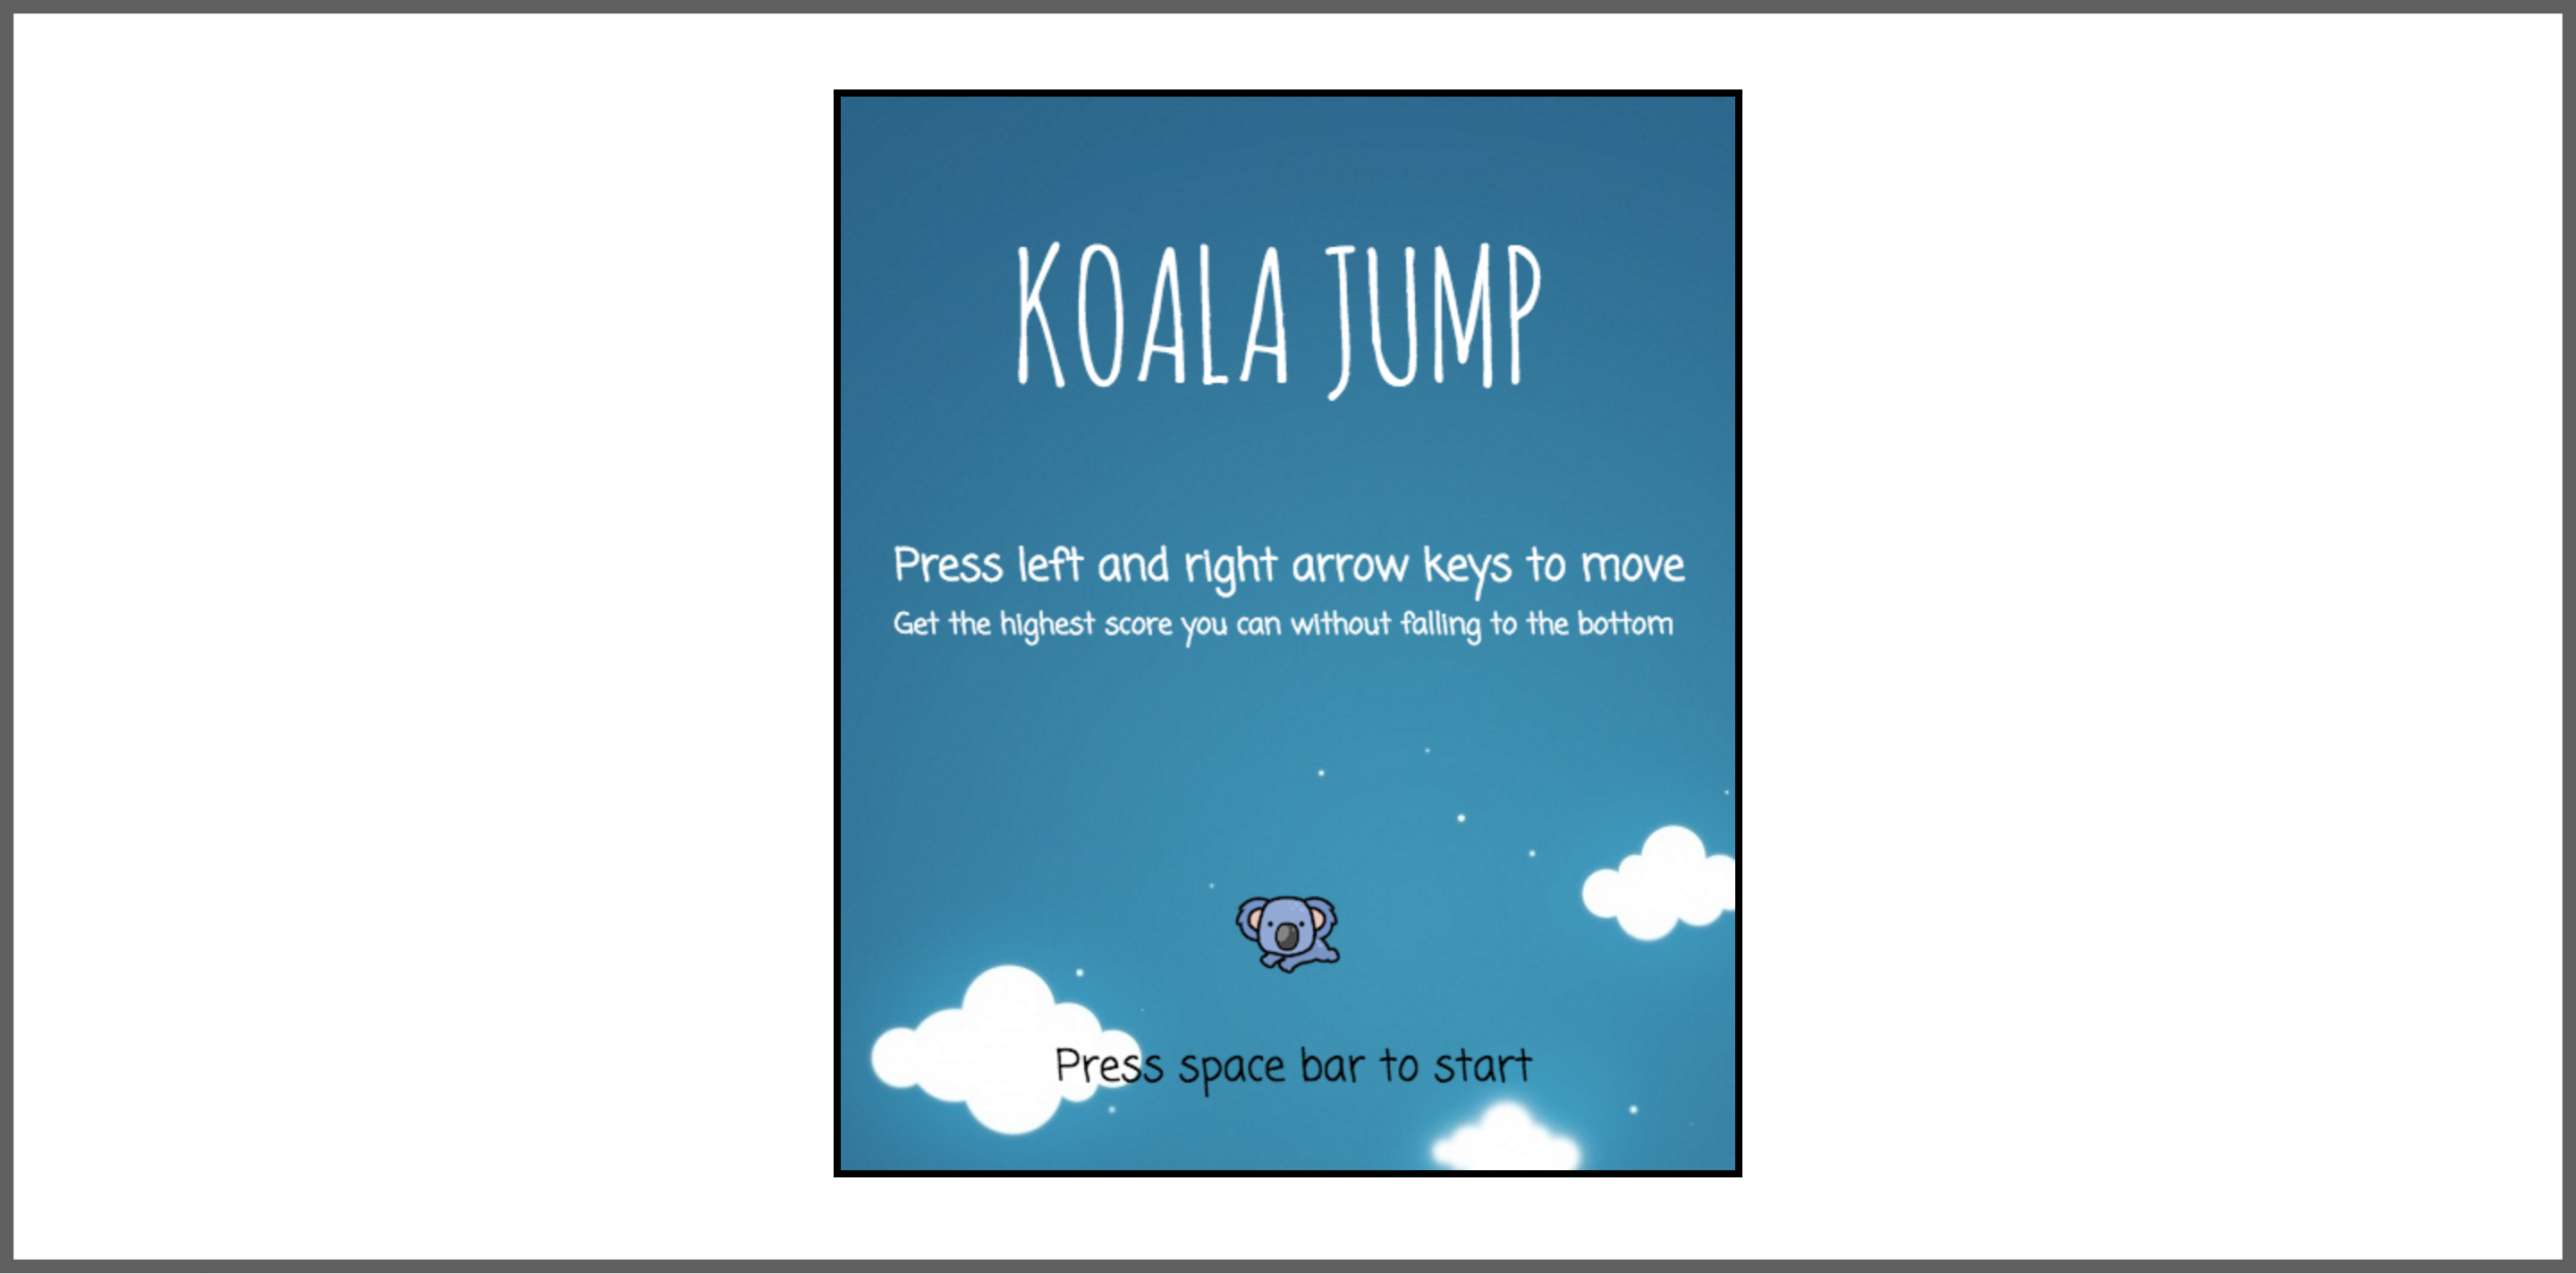 KOALA JUMP
Press left and right arrow keys to move
Get the highest score you can without falling to the bottom
Press space bar to start